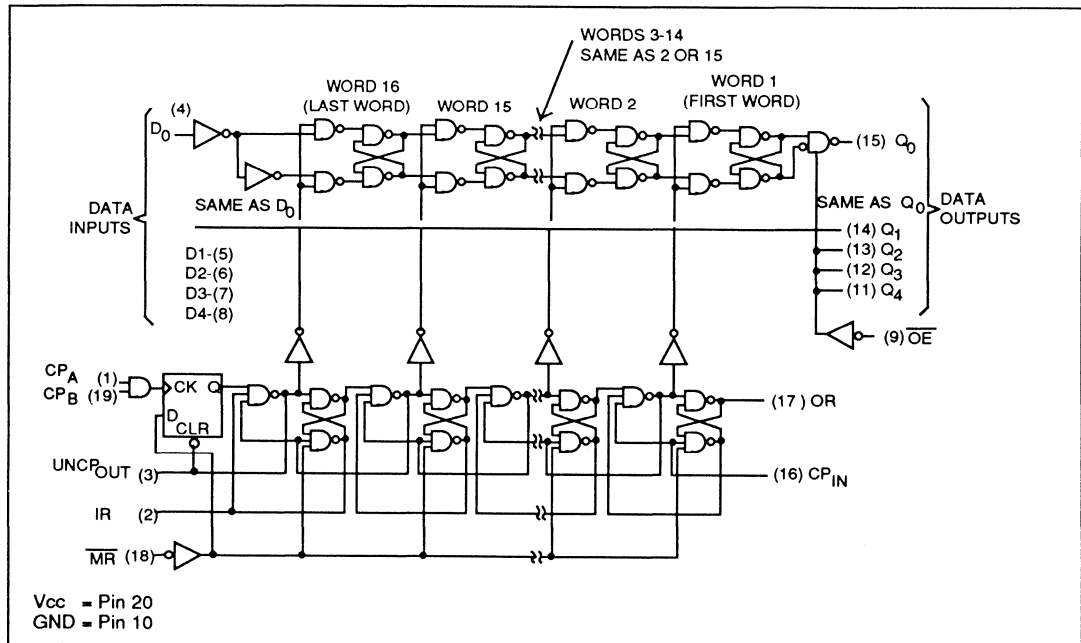 WORDS 3-14
SAME AS 2 OR 15
WORD 16
(LAST WORD)
WORD 15
WORD 2
WORD 1
(FIRST WORD)
(4)
D0
(15) Q0
SAME AS D0
SAME AS Q0
DATA
INPUTS
DATA
OUTPUTS
(14) Q1
(13) Q2
(12) Q3
(11) Q4
D1-(5)
D2-(6)
D3-(7)
D4-(8)
(9) OE
CPA (1)
CPB (19)
CK Q
D
CLR
(17) OR
UNCPOUT (3)
(16) CPIN
IR (2)
MR (18)
Vcc = Pin 20
GND = Pin 10